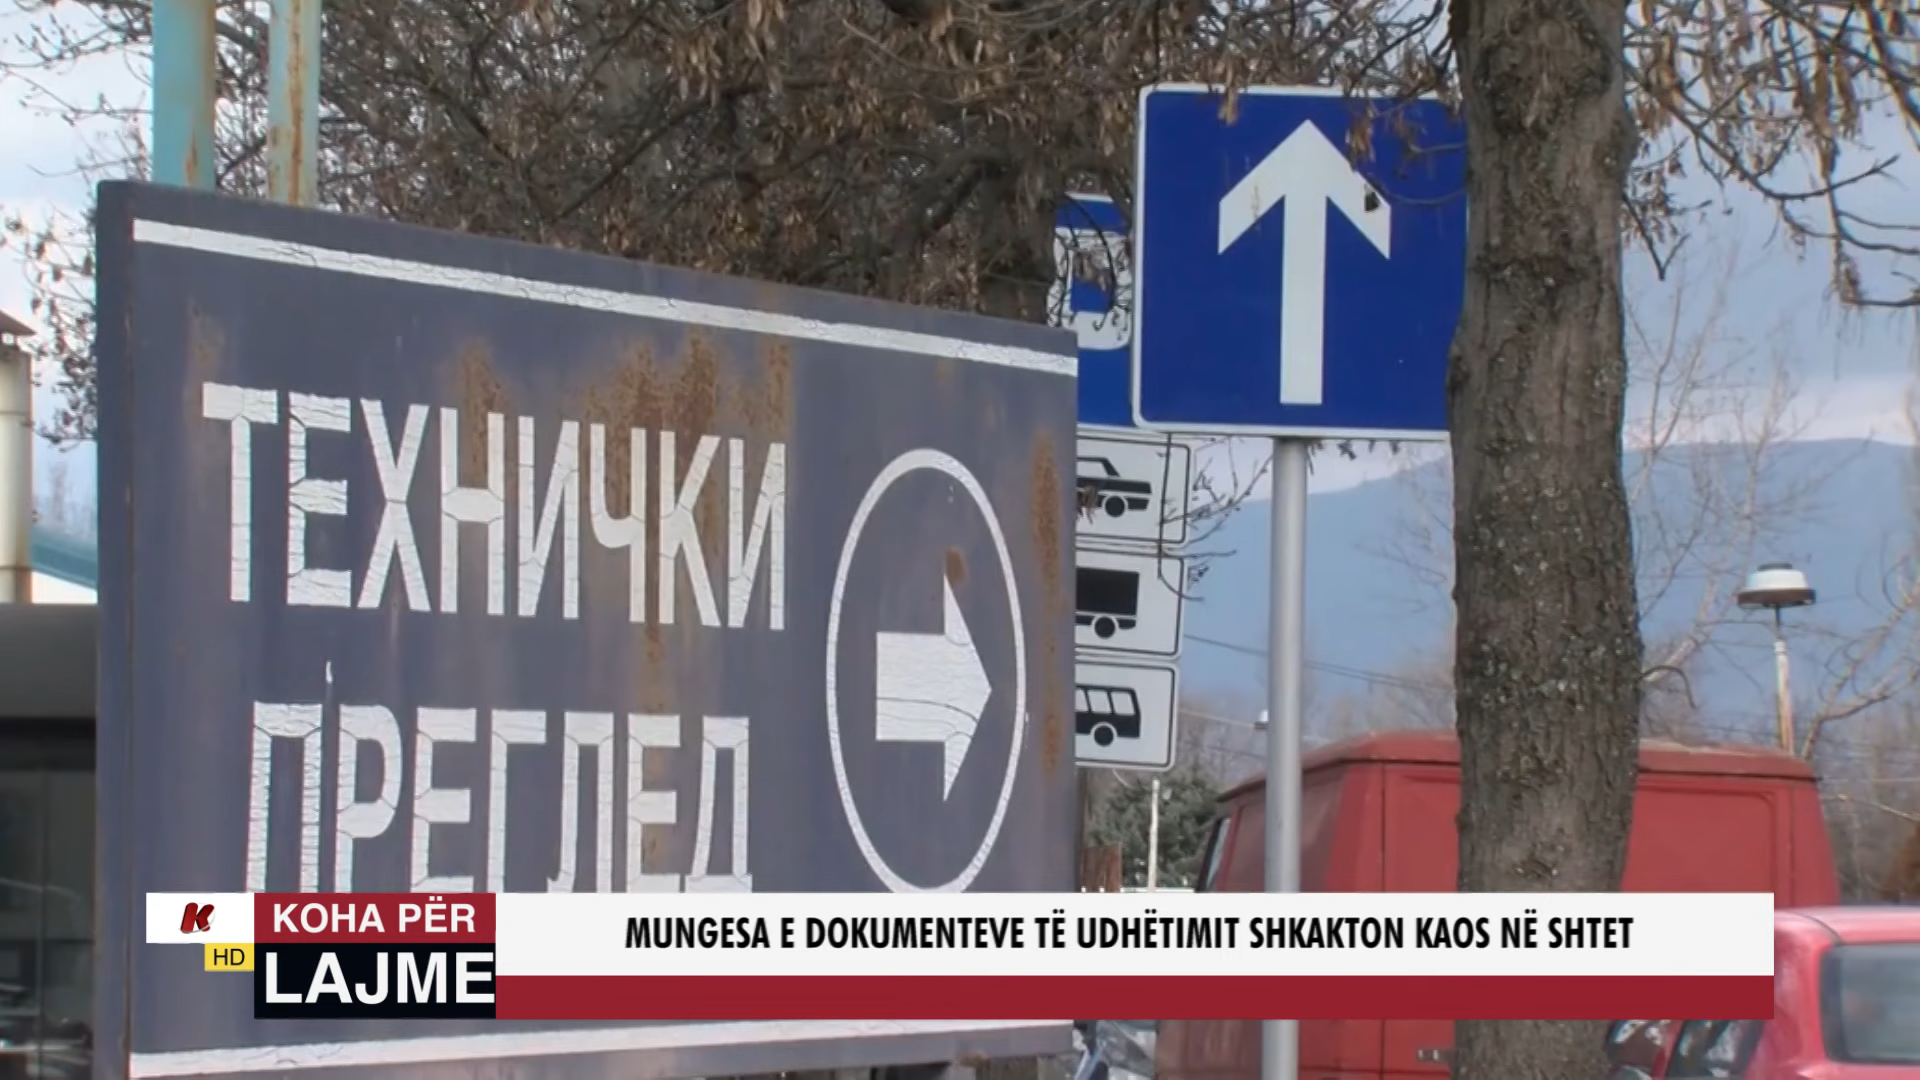 ТЕХНИЧКИ
ПРЕГЛЕД
K
HD
KOHA PËR
LAJME
MUNGESA E DOKUMENTEVE TË UDHËTIMIT SHKAKTON KAOS NË SHTET